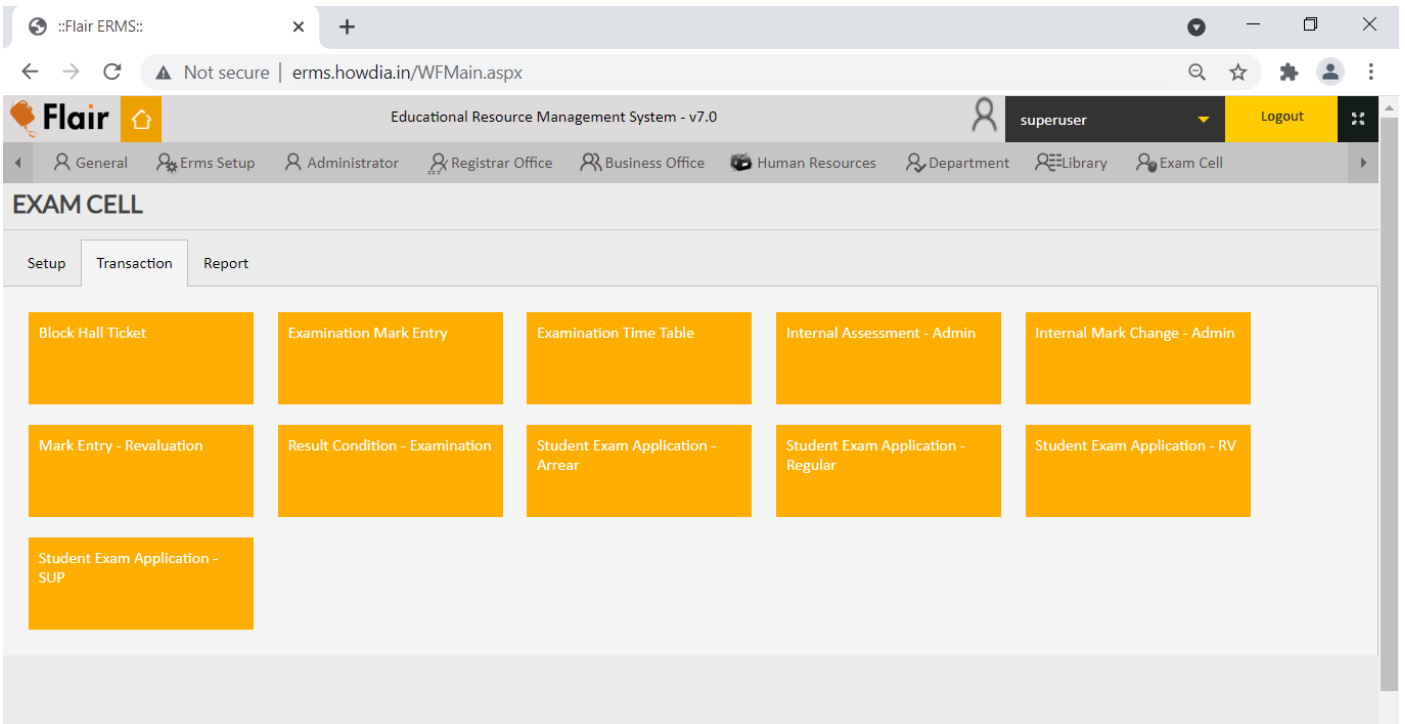 ::Flair ERMS::
Not secure | erms.howdia.in/WFMain.aspx
Flair Educational Resource Management System - v7.0 superuser Logout
General Erms Setup Administrator Registrar Office Business Office Human Resources Department Library Exam Cell
EXAM CELL
Setup Transaction Report
Block Hall Ticket
Examination Mark Entry
Examination Time Table
Internal Assessment - Admin
Internal Mark Change - Admin
Mark Entry - Revaluation
Result Condition - Examination
Student Exam Application -
Arrear
Student Exam Application -
Regular
Student Exam Application - RV
Student Exam Application -
SUP